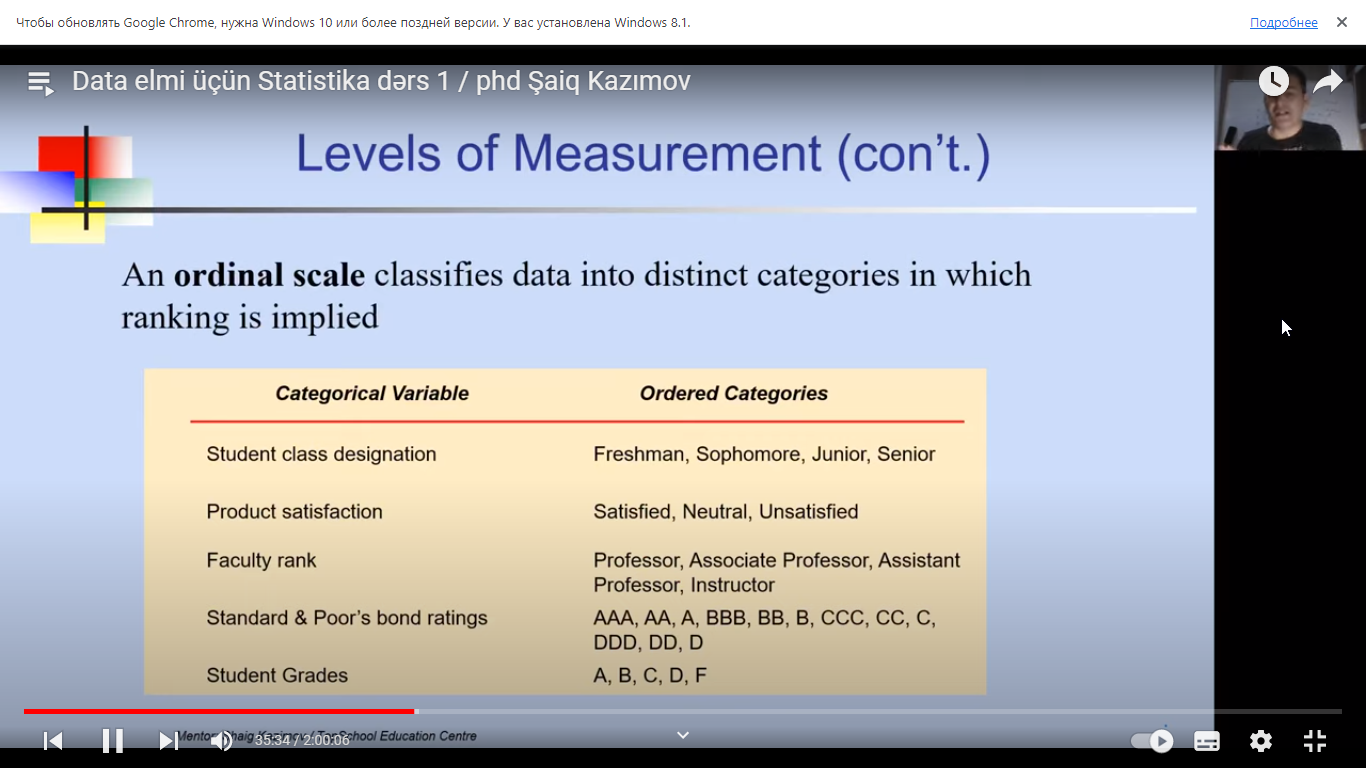 Чтобы обновлять Google Chrome, нужна Windows 10 или более поздней версии. У вас установлена Windows 8.1.
Подробнее
Data elmi üçün Statistika dərs 1 / phd Şaiq Kazımov
Levels of Measurement (con’t.)
An ordinal scale classifies data into distinct categories in which
ranking is implied
Categorical Variable Ordered Categories
Student class designation Freshman, Sophomore, Junior, Senior
Product satisfaction Satisfied, Neutral, Unsatisfied
Faculty rank Professor, Associate Professor, Assistant
Professor, Instructor
Standard & Poor’s bond ratings AAA, AA, A, BBB, BB, B, CCC, CC, C,
DDD, DD, D
Student Grades A, B, C, D, F
School Education Centre
35:34 / 2:00:06